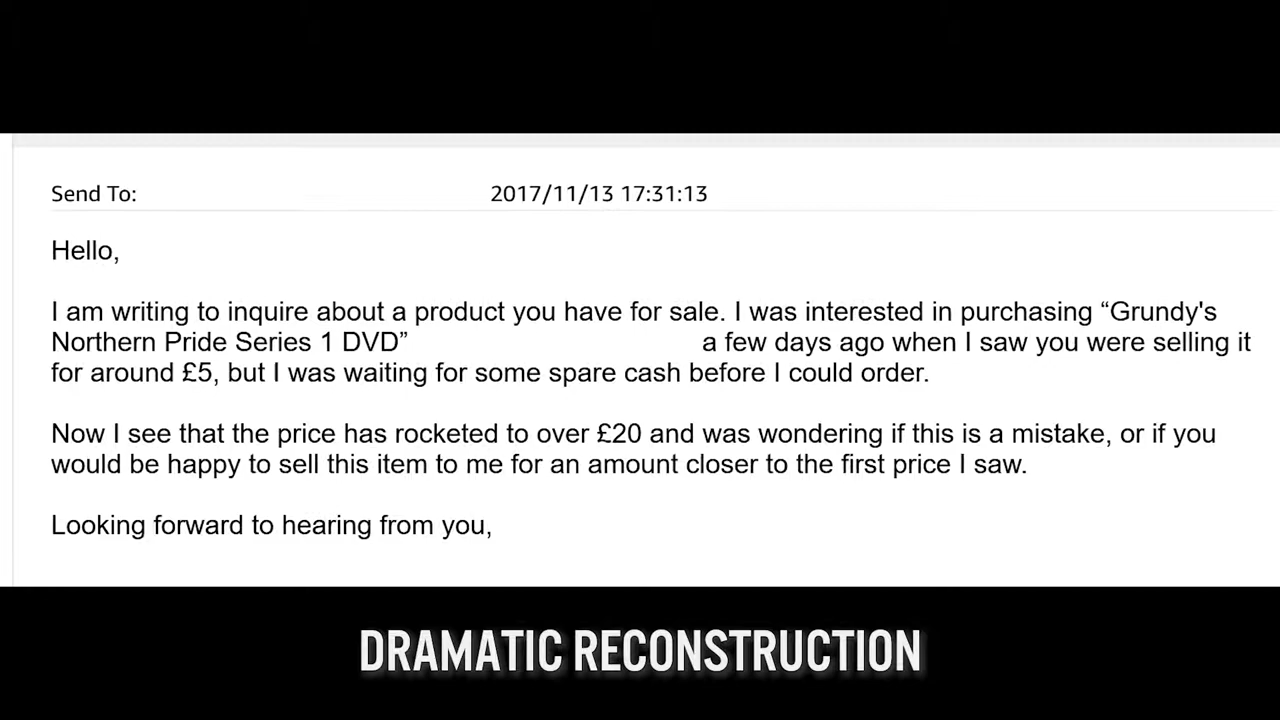 Send To: 2017/11/13 17:31:13
Hello,
I am writing to inquire about a product you have for sale. I was interested in purchasing “Grundy's
Northern Pride Series 1 DVD” a few days ago when I saw you were selling it
for around £5, but I was waiting for some spare cash before I could order.
Now I see that the price has rocketed to over £20 and was wondering if this is a mistake, or if you
would be happy to sell this item to me for an amount closer to the first price I saw.
Looking forward to hearing from you,
DRAMATIC RECONSTRUCTION